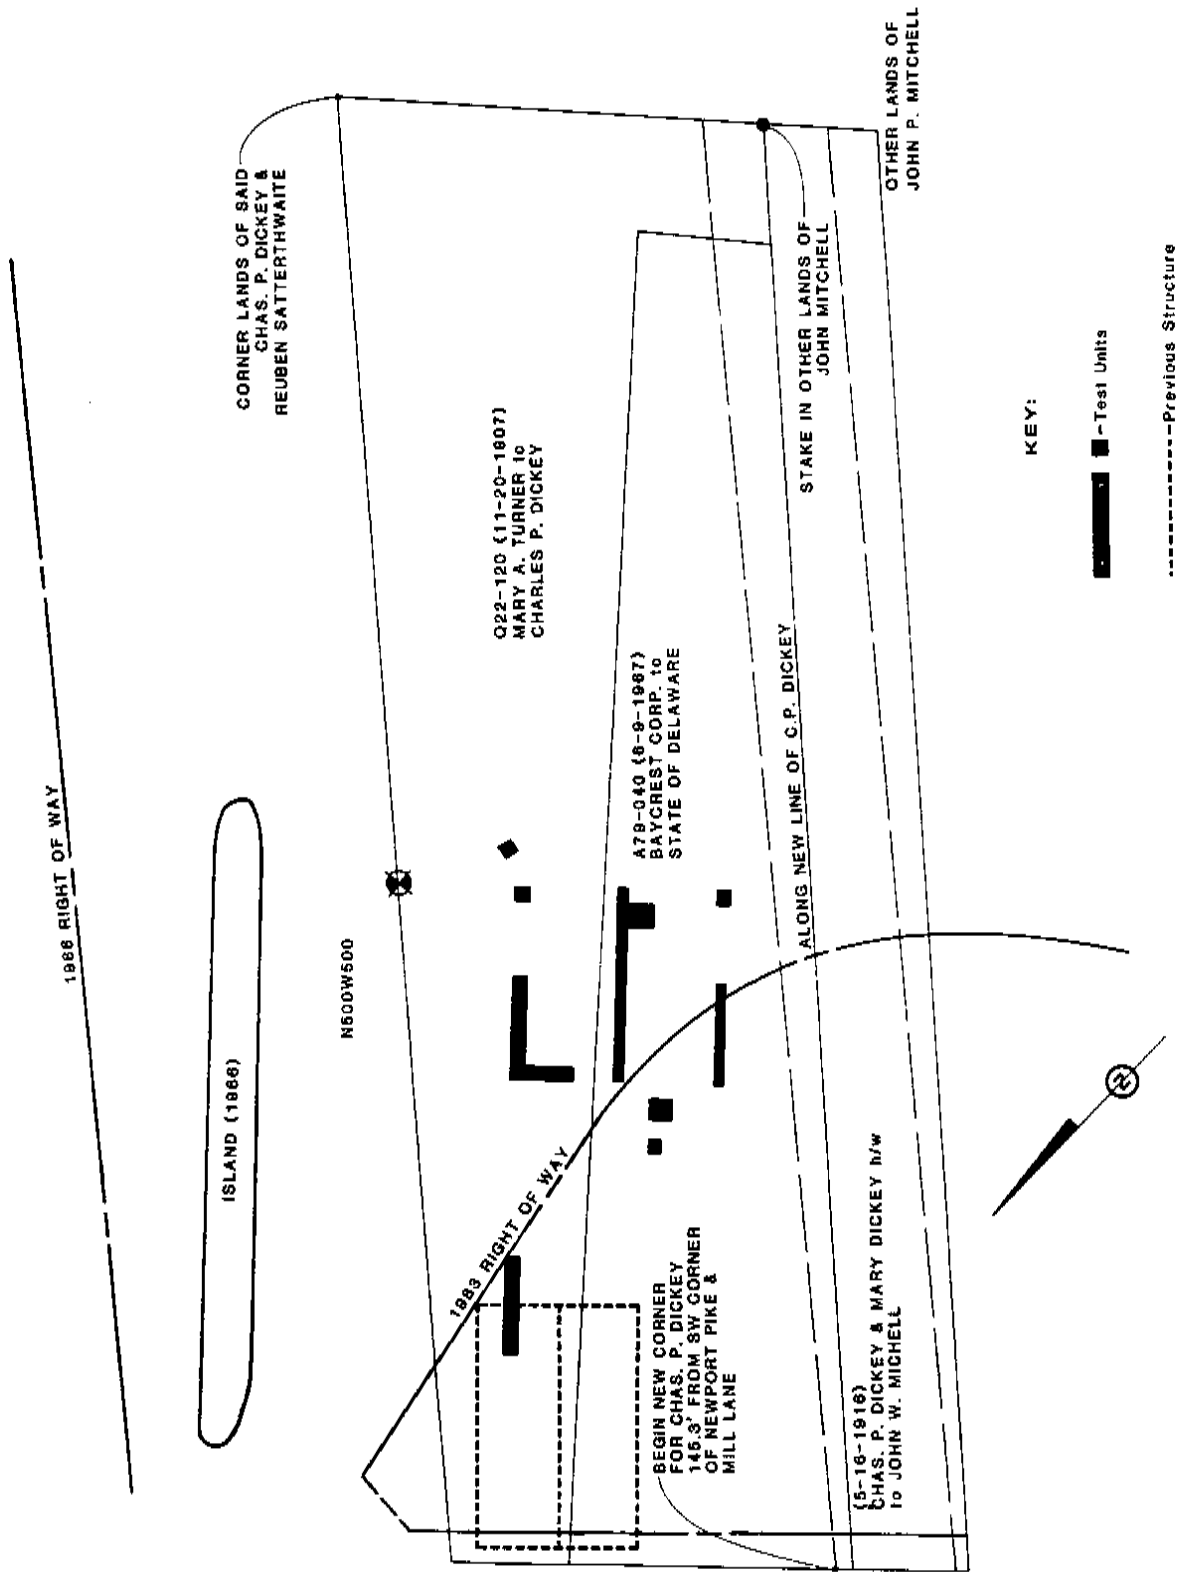 1966 RIGHT OF WAY
ISLAND (1966)
CORNER LANDS OF SAID
CHAS. P. DICKEY &
REUBEN SATTERTHWAITE
N500W500
Q22-120 (11-20-1907)
MARY A. TURNER to
CHARLES P. DICKEY
1983 RIGHT OF WAY
A79-040 (6-9-1967)
BAYCREST CORP. to
STATE OF DELAWARE
BEGIN NEW CORNER
FOR CHAS. P. DICKEY
145.3' FROM SW CORNER
OF NEWPORT PIKE &
MILL LANE
ALONG NEW LINE OF C.P. DICKEY
STAKE IN OTHER LANDS OF
JOHN MITCHELL
OTHER LANDS OF
JOHN P. MITCHELL
(5-16-1916)
CHAS. P. DICKEY & MARY DICKEY h/w
to JOHN W. MICHELL
KEY:
-Test Units
Previous Structure